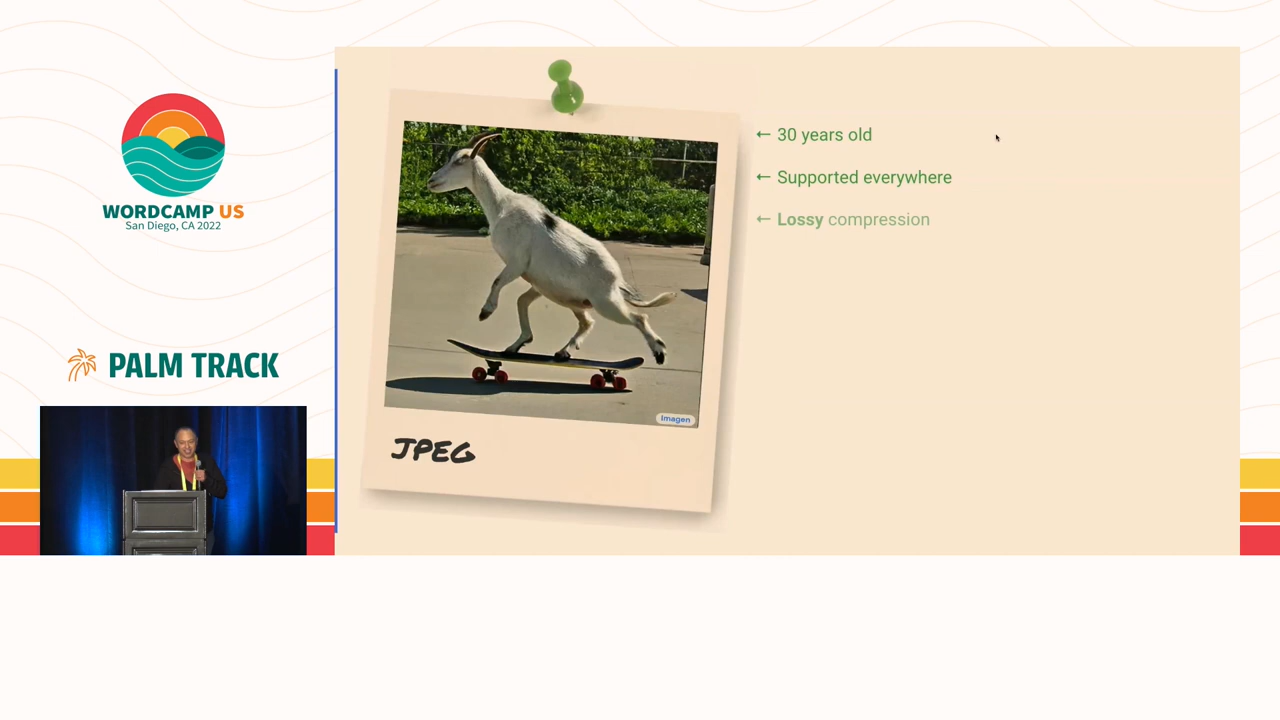 WORDCAMP US
San Diego, CA 2022
PALM TRACK
Imagen
JPEG
← 30 years old
← Supported everywhere
← Lossy compression